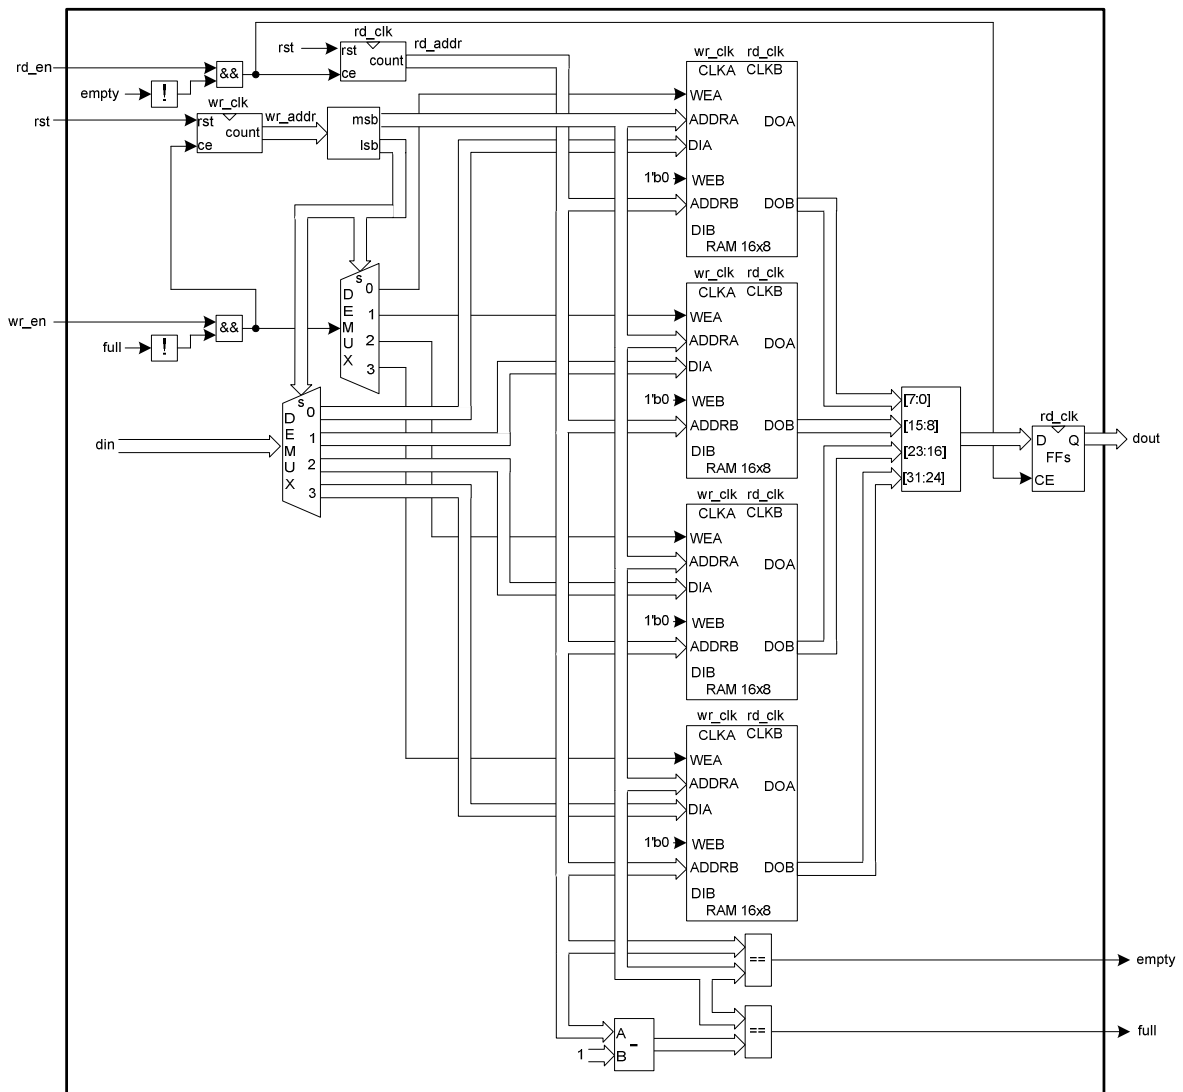 rd_clk
rd_addr
rst
rst
count
ce
rd_en
&&
empty
!
wr_clk
rst
rst
count
ce
wr_addr
msb
lsb
wr_clk rd_clk
CLKA CLKB
WEA
ADDRA DOA
DIA
1'b0 WEB
ADDRB DOB
DIB
RAM 16x8
s
DEMUX
0
1
2
3
wr_en
&&
full
!
wr_clk rd_clk
CLKA CLKB
WEA
ADDRA DOA
DIA
1'b0 WEB
ADDRB DOB
DIB
RAM 16x8
s
DEMUX
0
1
2
3
din
[7:0]
[15:8]
[23:16]
[31:24]
rd_clk
D Q
FFs
CE
dout
wr_clk rd_clk
CLKA CLKB
WEA
ADDRA DOA
DIA
1'b0 WEB
ADDRB DOB
DIB
RAM 16x8
wr_clk rd_clk
CLKA CLKB
WEA
ADDRA DOA
DIA
1'b0 WEB
ADDRB DOB
DIB
RAM 16x8
==
empty
==
full
A
-
1
B